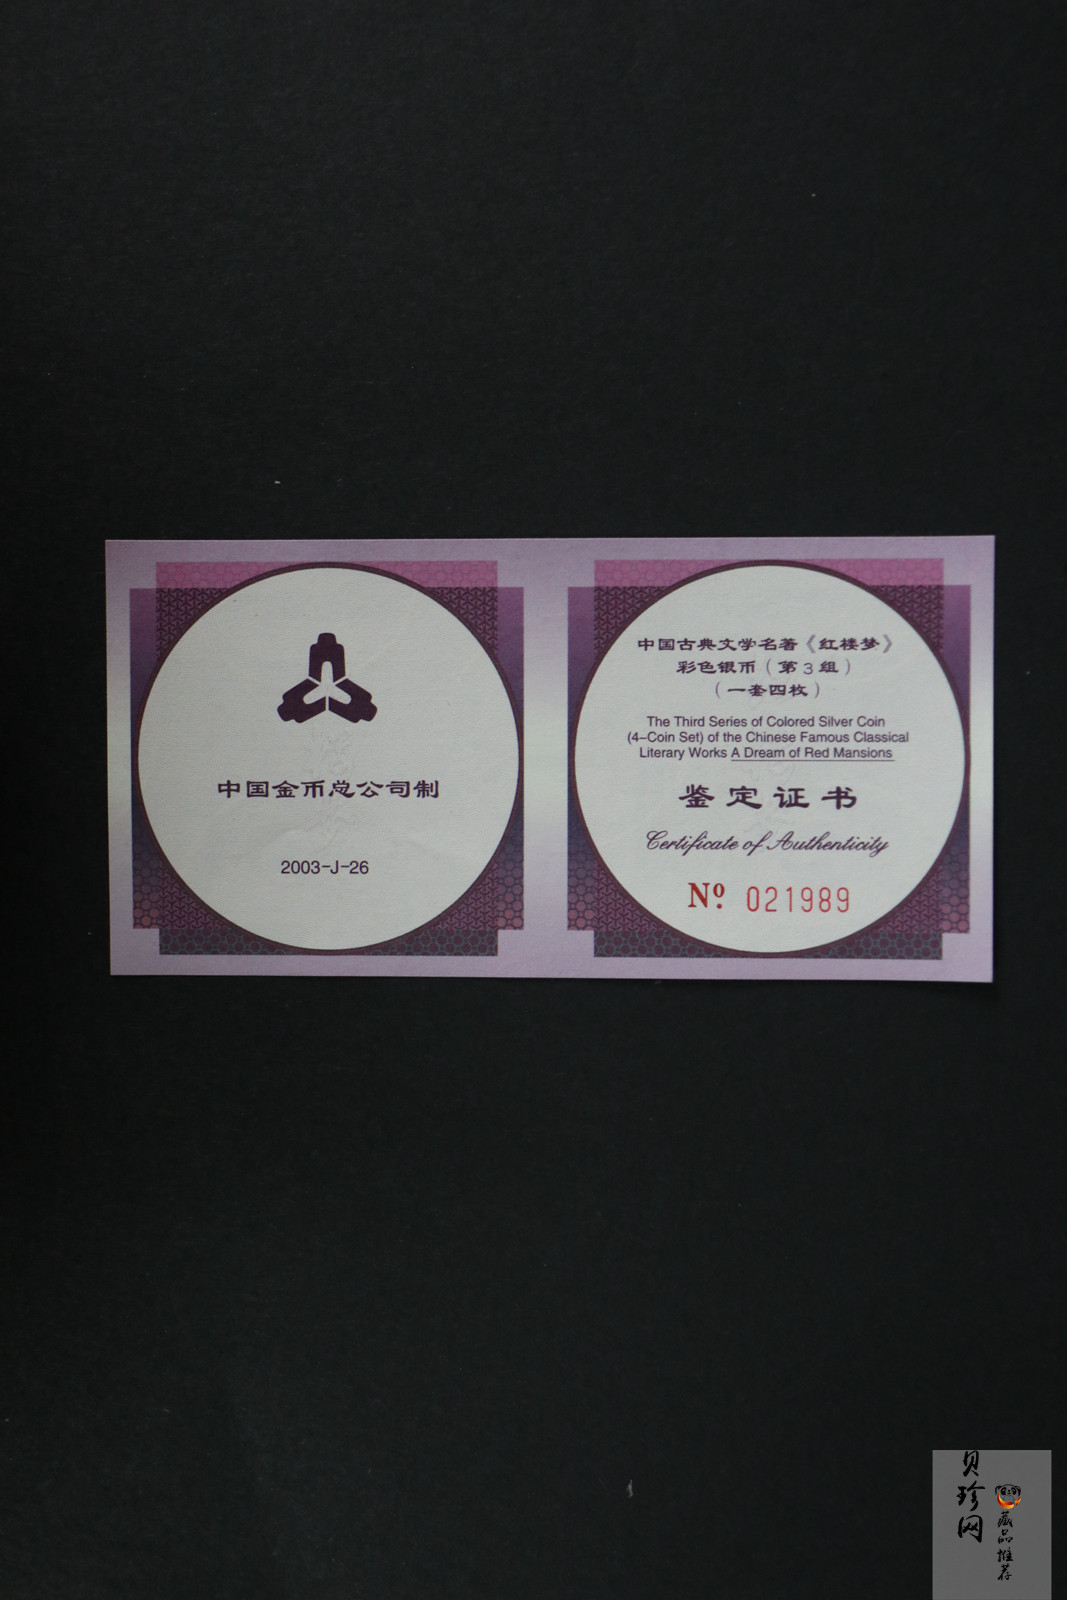 中国金币总公司制
2003-J-26
中国古典文学名著《红楼梦》
彩色银币（第3组）
（一套四枚）
The Third Series of Colored Silver Coin
(4-Coin Set) of the Chinese Famous Classical
Literary Works A Dream of Red Mansions
鉴定证书
Certificate of Authenticity
Nº. 021989
贝珍网
藏品推荐